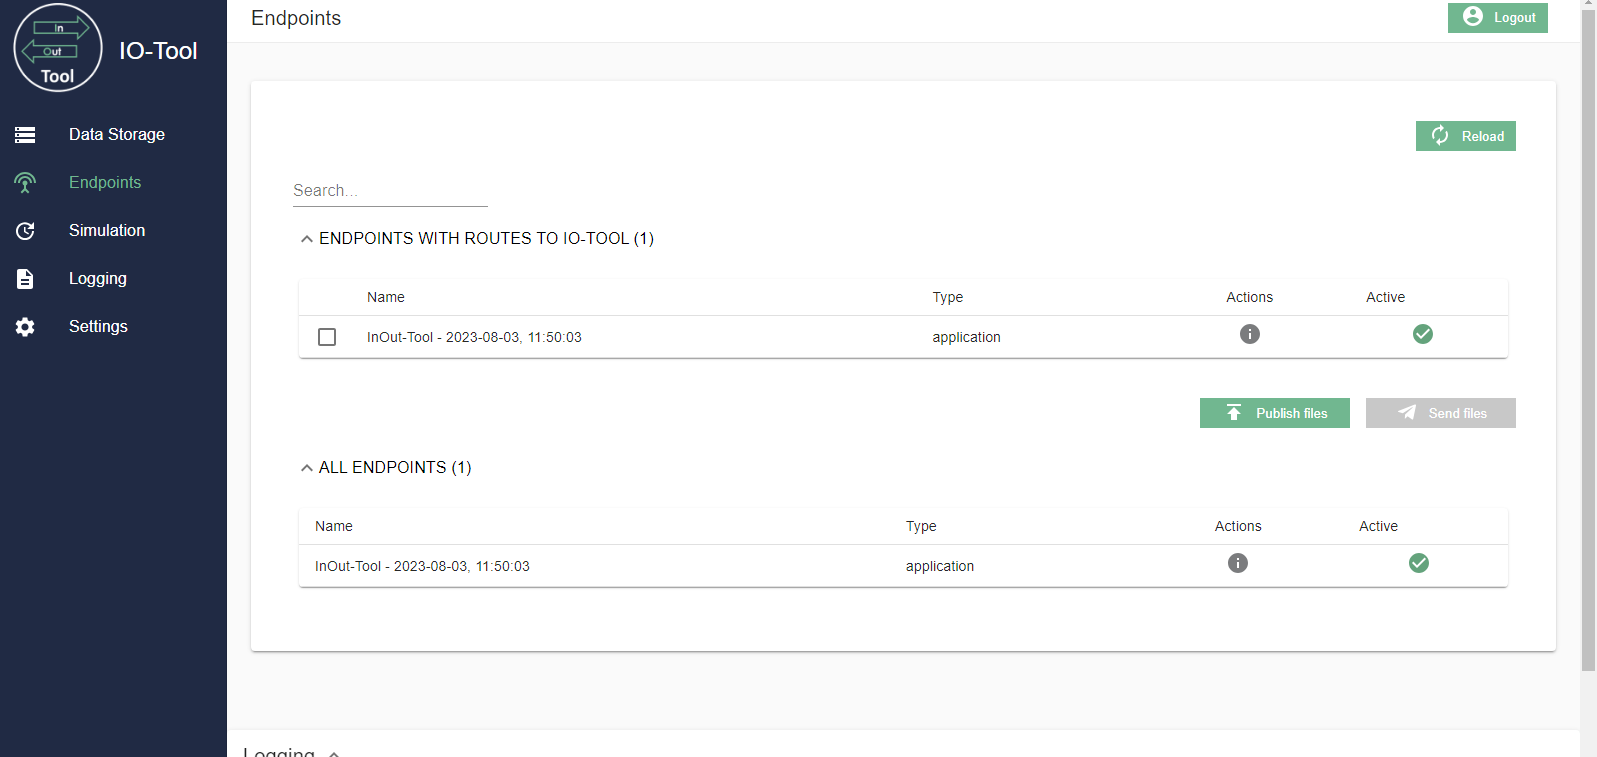 In
Out
Tool
IO-Tool
Data Storage
Endpoints
Simulation
Logging
Settings
Endpoints
Logout
Reload
Search...
ENDPOINTS WITH ROUTES TO IO-TOOL (1)
Name Type Actions Active
InOut-Tool - 2023-08-03, 11:50:03 application
Publish files Send files
ALL ENDPOINTS (1)
Name Type Actions Active
InOut-Tool - 2023-08-03, 11:50:03 application
Logging